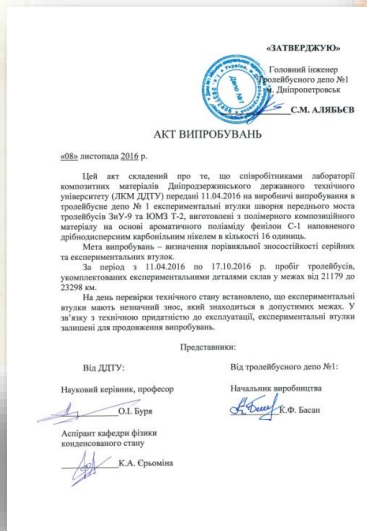 «ЗАТВЕРДЖУЮ»
Головний інженер
Тролейбусного депо №1
м. Дніпропетровськ
С.М. АЛЯБЬЄВ
АКТ ВИПРОБУВАНЬ
«08» листопада 2016 р.
Цей акт складений про те, що співробітниками лабораторії
композитних матеріалів Дніпродзержинського державного технічного
університету (ЛКМ ДДТУ) передані 11.04.2016 на виробничі випробування в
тролейбусне депо № 1 експериментальні втулки шворня переднього моста
тролейбусів ЗиУ-9 та ЮМЗ Т-2, виготовлені з полімерного композиційного
матеріалу на основі ароматичного поліаміду фенілон С-1 наповненого
дрібнодисперсним карбонільним нікелем в кількості 16 одиниць.
Мета випробувань – визначення порівняльної зносостійкості серійних
та експериментальних втулок.
За період з 11.04.2016 по 17.10.2016 р. пробіг тролейбусів,
укомплектованих експериментальними деталями склав у межах від 21179 до
23298 км.
На день перевірки технічного стану встановлено, що експериментальні
втулки мають незначний знос, який знаходиться в допустимих межах. У
зв'язку з технічною придатністю до експлуатації, експериментальні втулки
залишені для продовження випробувань.
Представники:
Від ДДТУ:
Від тролейбусного депо №1:
Науковий керівник, професор
Начальник виробництва
О.І. Буря
К.Ф. Басан
Аспірант кафедри фізики
конденсованого стану
К.А. Єрьоміна
Депо №1